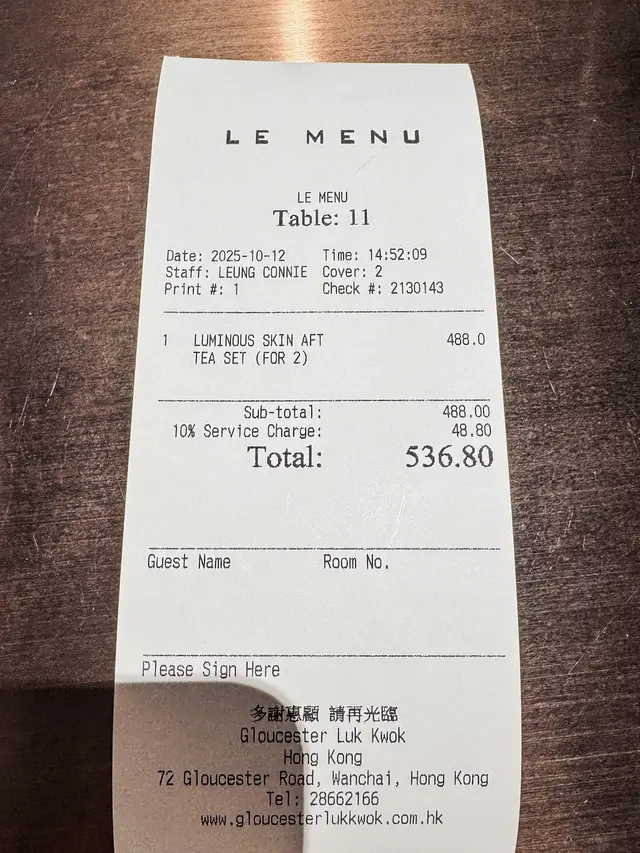 LE MENU
LE MENU
Table: 11
Date: 2025-10-12 Time: 14:52:09
Staff: LEUNG CONNIE Cover: 2
Print #: 1 Check #: 2130143
1 LUMINOUS SKIN AFT 488.0
TEA SET (FOR 2)
Sub-total: 488.00
10% Service Charge: 48.80
Total: 536.80
Guest Name Room No.
Please Sign Here
多謝惠顧 請再光臨
Gloucester Luk Kwok
Hong Kong
72 Gloucester Road, Wanchai, Hong Kong
Tel: 28662166
www.gloucesterlukkwok.com.hk